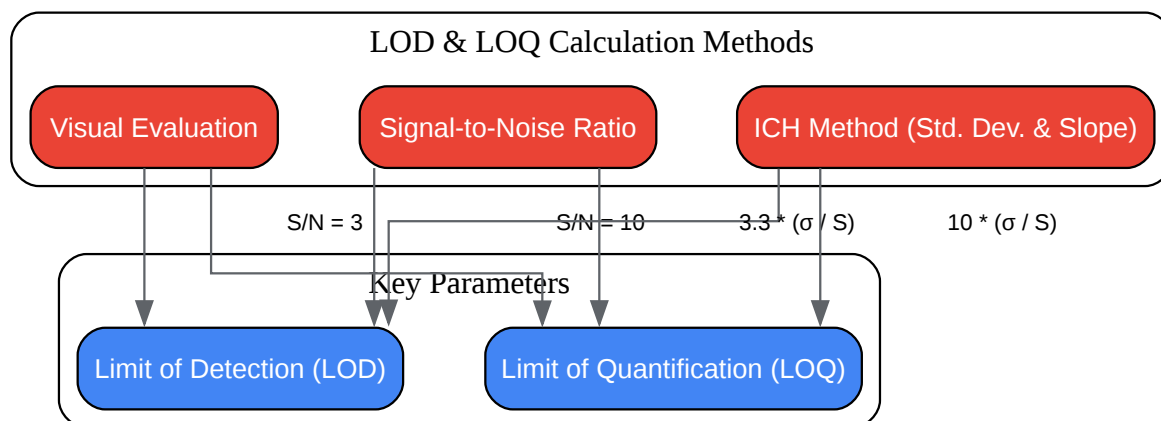 LOD & LOQ Calculation Methods
Visual Evaluation
Signal-to-Noise Ratio
ICH Method (Std. Dev. & Slope)
S/N = 3
S/N = 10
3.3 * (σ / S)
10 * (σ / S)
Key Parameters
Limit of Detection (LOD)
Limit of Quantification (LOQ)